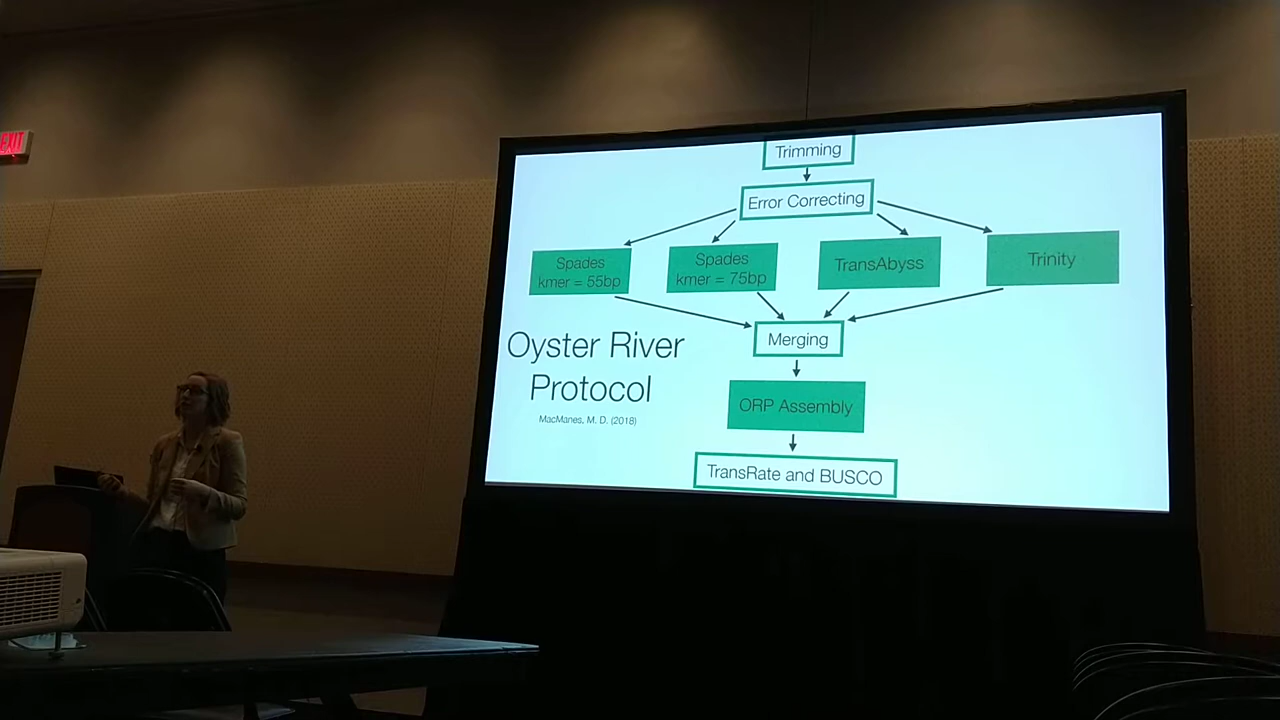 EXIT
Trimming
Error Correcting
Spades
kmer = 55bp
Spades
kmer = 75bp
TransAbyss
Trinity
Merging
Oyster River
Protocol
MacManes, M. D. (2018)
ORP Assembly
TransRate and BUSCO